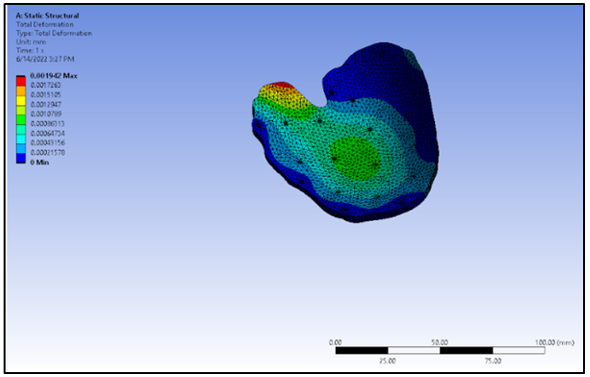 A: Static Structural
Total Deformation
Type: Total Deformation
Unit: mm
Time: 1 s
6/14/2022 5:27 PM
0.001942 Max
0.0017263
0.0015105
0.0012947
0.0010789
0.00086313
0.00064734
0.00043156
0.00021578
0 Min
0.00 50.00 100.00 (mm)
25.00 75.00